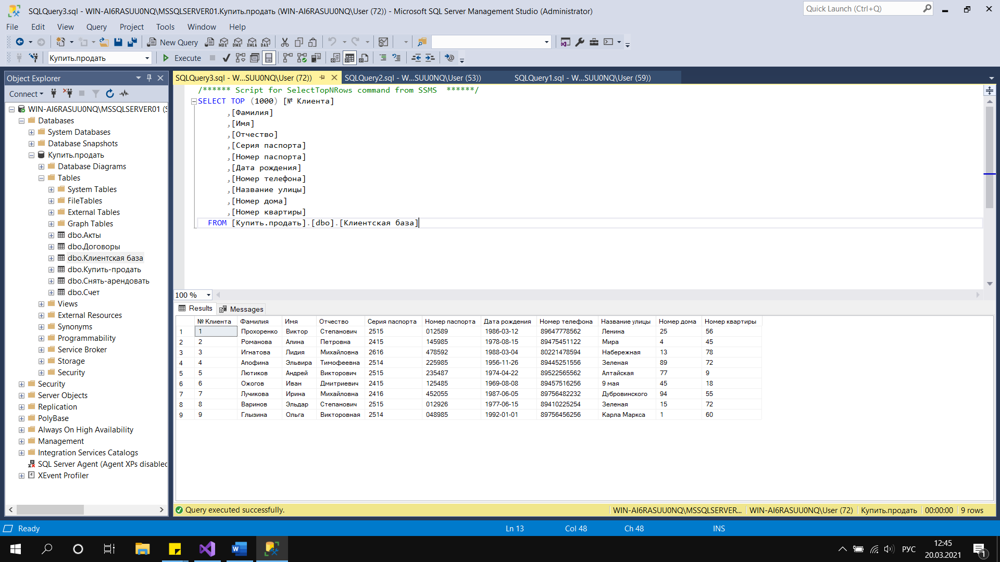 SQLQuery3.sql - WIN-AI6RASUU0NQ\MSSQLSERVER01.Купить.продать (WIN-AI6RASUU0NQ\User (72)) - Microsoft SQL Server Management Studio (Administrator)
Quick Launch (Ctrl+Q)
File Edit View Query Project Tools Window Help
New Query MDX DMX XMLA DAX
Купить.продать Execute
Object Explorer
Connect
WIN-AI6RASUU0NQ\MSSQLSERVER01 (S
Databases
System Databases
Database Snapshots
Купить.продать
Database Diagrams
Tables
System Tables
FileTables
External Tables
Graph Tables
dbo.Акты
dbo.Договоры
dbo.Клиентская база
dbo.Купить-продать
dbo.Снять-арендовать
dbo.Счет
Views
External Resources
Synonyms
Programmability
Service Broker
Storage
Security
Security
Server Objects
Replication
PolyBase
Always On High Availability
Management
Integration Services Catalogs
SQL Server Agent (Agent XPs disabled
XEvent Profiler
SQLQuery3.sql - W...SUU0NQ\User (72)) SQLQuery2.sql - W...SUU0NQ\User (53)) SQLQuery1.sql - W...SUU0NQ\User (59))
/****** Script for SelectTopNRows command from SSMS ******/
SELECT TOP (1000) [№ Клиента]
,[Фамилия]
,[Имя]
,[Отчество]
,[Серия паспорта]
,[Номер паспорта]
,[Дата рождения]
,[Номер телефона]
,[Название улицы]
,[Номер дома]
,[Номер квартиры]
FROM [Купить.продать].[dbo].[Клиентская база]
100 %
Results Messages
№ Клиента Фамилия Имя Отчество Серия паспорта Номер паспорта Дата рождения Номер телефона Название улицы Номер дома Номер квартиры
1 1 Прохоренко Виктор Степанович 2515 012589 1986-03-12 89647778562 Ленина 25 56
2 2 Романова Алина Петровна 2415 145985 1978-08-15 89475451122 Мира 4 45
3 3 Игнатова Лидия Михайловна 2616 478592 1988-03-04 80221478594 Набережная 13 78
4 4 Апофина Эльвира Тимофеевна 2514 225985 1956-11-26 89445251556 Зеленая 89 72
5 5 Лютиков Андрей Викторович 2515 235487 1974-04-22 89522565562 Алтайская 77 9
6 6 Ожогов Иван Дмитриевич 2415 125485 1969-08-08 89457516256 9 мая 45 18
7 7 Лучикова Ирина Михайловна 2416 452055 1987-06-05 89756482232 Дубровинского 94 55
8 8 Варинов Эльдар Степанович 2515 012926 1977-06-15 89410225254 Зеленая 15 72
9 9 Глызина Ольга Викторовная 2514 048985 1992-01-01 89756456256 Карла Маркса 1 60
Query executed successfully. WIN-AI6RASUU0NQ\MSSQLSERVER... WIN-AI6RASUU0NQ\User (72) Купить.продать 00:00:00 9 rows
Ready Ln 13 Col 48 Ch 48 INS
РУС 12:45
20.03.2021
1